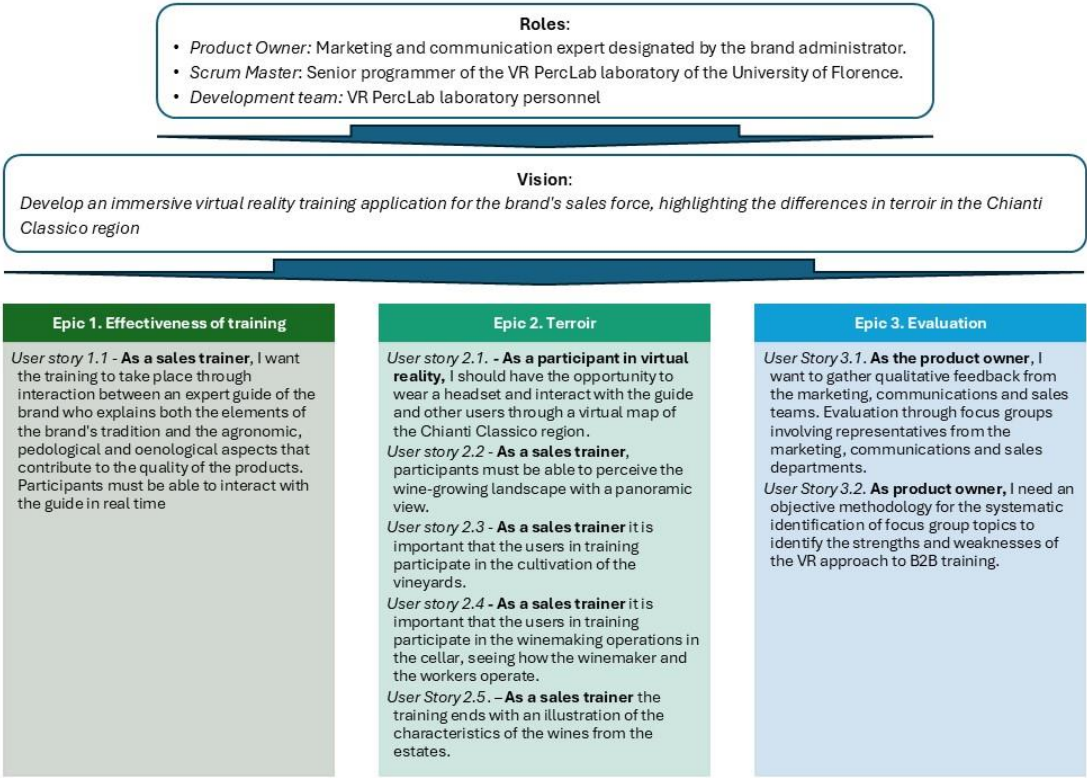 Roles:
• Product Owner: Marketing and communication expert designated by the brand administrator.
• Scrum Master: Senior programmer of the VR PercLab laboratory of the University of Florence.
• Development team: VR PercLab laboratory personnel
Vision:
Develop an immersive virtual reality training application for the brand's sales force, highlighting the differences in terroir in the Chianti
Classico region
Epic 1. Effectiveness of training
User story 1.1 - As a sales trainer, I want
the training to take place through
interaction between an expert guide of the
brand who explains both the elements of
the brand's tradition and the agronomic,
pedological and oenological aspects that
contribute to the quality of the products.
Participants must be able to interact with
the guide in real time
Epic 2. Terroir
User story 2.1. - As a participant in virtual
reality, I should have the opportunity to
wear a headset and interact with the guide
and other users through a virtual map of
the Chianti Classico region.
User story 2.2 - As a sales trainer,
participants must be able to perceive the
wine-growing landscape with a panoramic
view.
User story 2.3 - As a sales trainer it is
important that the users in training
participate in the cultivation of the
vineyards.
User story 2.4 - As a sales trainer it is
important that the users in training
participate in the winemaking operations in
the cellar, seeing how the winemaker and
the workers operate.
User Story 2.5. – As a sales trainer the
training ends with an illustration of the
characteristics of the wines from the
estates.
Epic 3. Evaluation
User Story 3.1. As the product owner, I
want to gather qualitative feedback from
the marketing, communications and sales
teams. Evaluation through focus groups
involving representatives from the
marketing, communications and sales
departments.
User Story 3.2. As product owner, I need an
objective methodology for the systematic
identification of focus group topics to
identify the strengths and weaknesses of
the VR approach to B2B training.